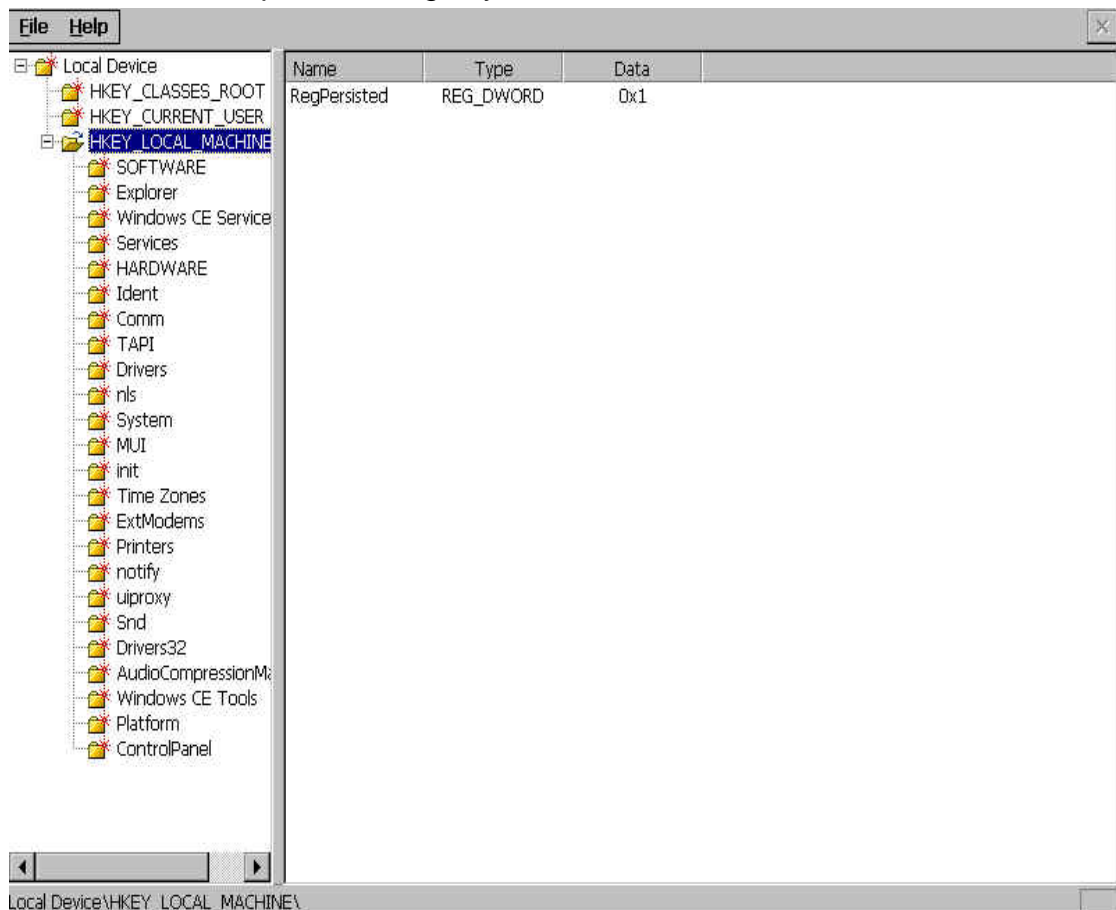 File Help
Local Device
HKEY_CLASSES_ROOT
HKEY_CURRENT_USER
HKEY_LOCAL_MACHINE
SOFTWARE
Explorer
Windows CE Service
Services
HARDWARE
Ident
Comm
TAPI
Drivers
nls
System
MUI
init
Time Zones
ExtModems
Printers
notify
uiproxy
Snd
Drivers32
AudioCompressionMa
Windows CE Tools
Platform
ControlPanel
Name Type Data
RegPersisted REG_DWORD 0x1
Local Device\HKEY_LOCAL_MACHINE\